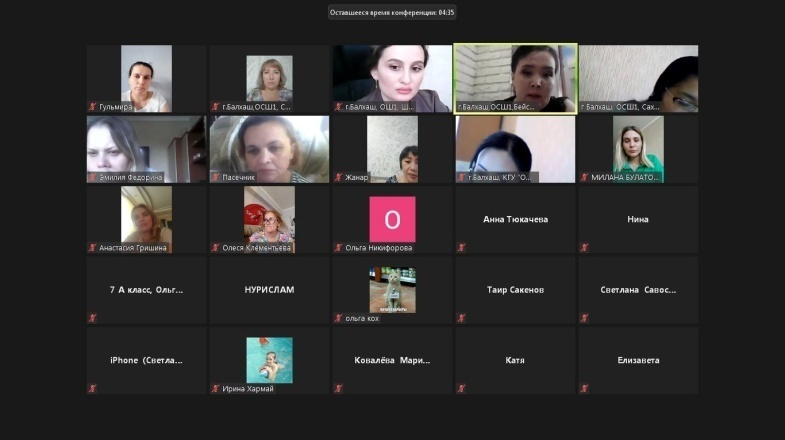 Оставшееся время конференции: 04:35
Гульмира
г.Балхаш,ОСШ1, С...
г.Балхаш, ОШ1, Ш...
г.Балхаш,ОСШ1,Бейс...
г Балхаш, ОСШ1, Сах...
Эмилия Федорина
Пасечник
Жанар
г.Балхаш, КГУ "О...
МИЛАНА БУЛАТО...
Анастасия Гришина
Олеся Клементьева
О
Ольга Никифорова
Анна Тюкачева
Нина
7 А класс, Ольг...
НУРИСЛАМ
ольга кох
Таир Сакенов
Светлана Савос...
iPhone (Светла...
Ирина Хармай
Ковалёва Мари...
Катя
Елизавета